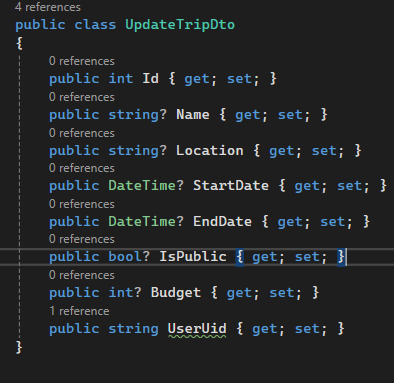 4 references
public class UpdateTripDto
{
0 references
public int Id { get; set; }
0 references
public string? Name { get; set; }
0 references
public string? Location { get; set; }
0 references
public DateTime? StartDate { get; set; }
0 references
public DateTime? EndDate { get; set; }
0 references
public bool? IsPublic { get; set; }
0 references
public int? Budget { get; set; }
1 reference
public string UserUid { get; set; }
}